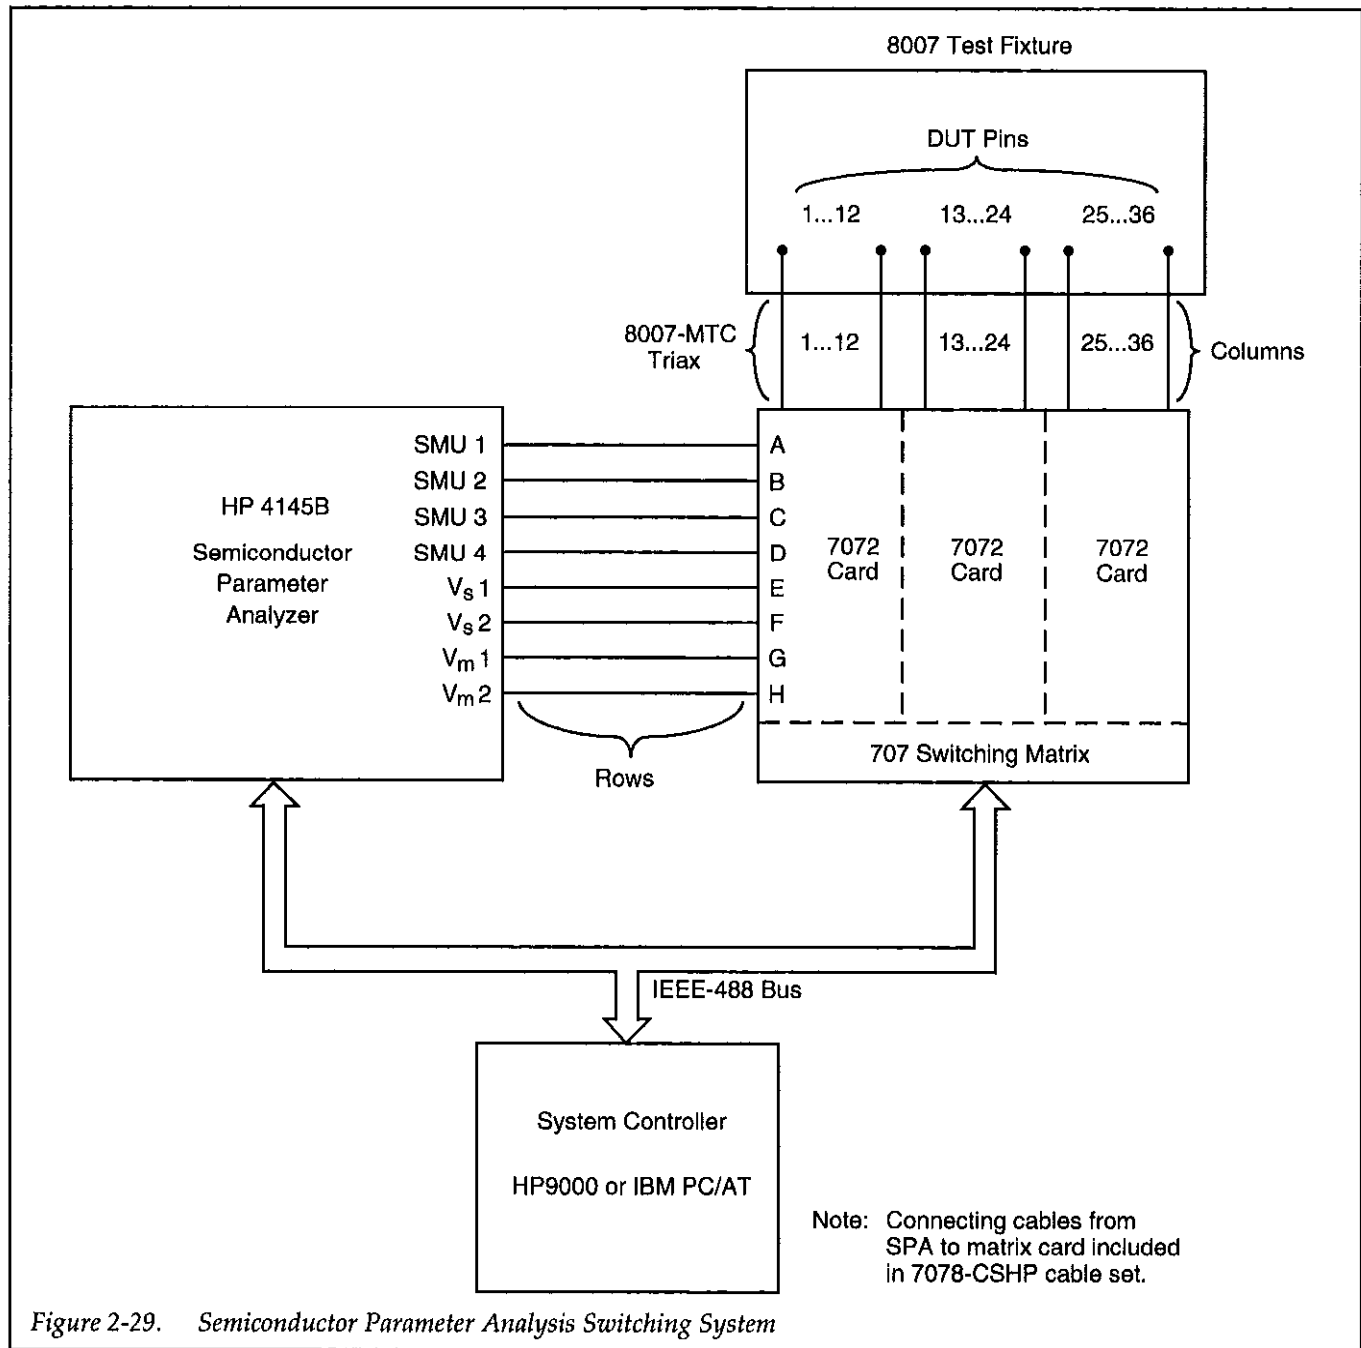 8007 Test Fixture
DUT Pins
1...12
13...24
25...36
8007-MTC
Triax
1...12
13...24
25...36
Columns
HP 4145B
Semiconductor
Parameter
Analyzer
SMU 1
SMU 2
SMU 3
SMU 4
Vs 1
Vs 2
Vm 1
Vm 2
Rows
A
B
C
D
E
F
G
H
7072
Card
7072
Card
7072
Card
707 Switching Matrix
IEEE-488 Bus
System Controller
HP9000 or IBM PC/AT
Note: Connecting cables from
SPA to matrix card included
in 7078-CSHP cable set.
Figure 2-29. Semiconductor Parameter Analysis Switching System